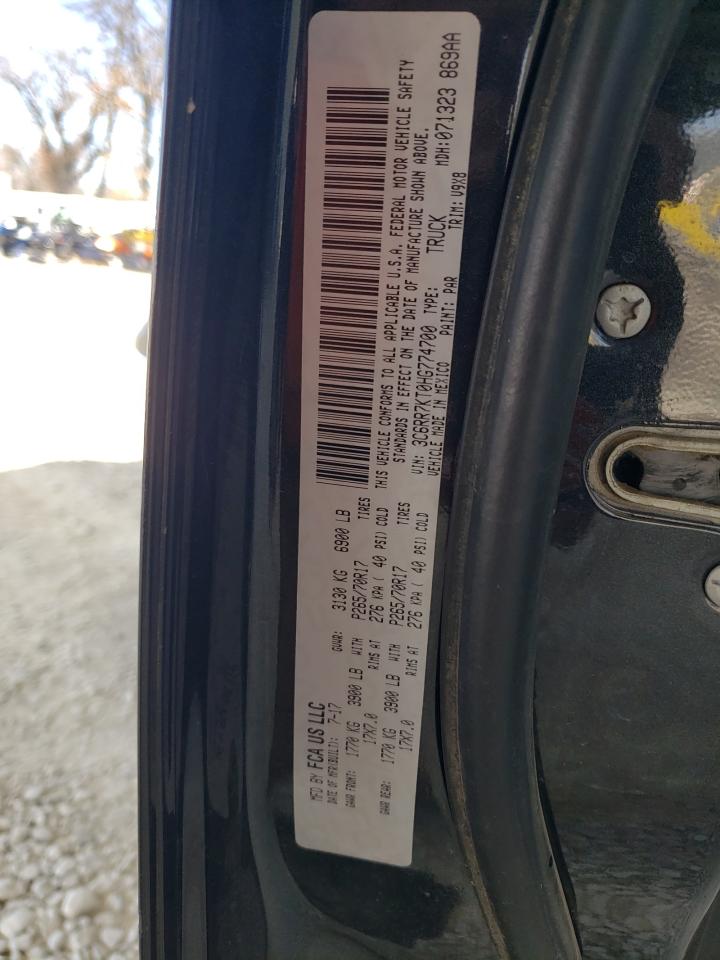 MFD BY FCA US LLC
DATE OF MFR(BUILT): 7-17 GVWR: 3130 KG 6900 LB
GAWR FRONT: 1770 KG 3900 LB WITH P265/70R17 TIRES
17X7.0 RIMS AT 276 KPA ( 40 PSI) COLD
GAWR REAR: 1770 KG 3900 LB WITH P265/70R17 TIRES
17X7.0 RIMS AT 276 KPA ( 40 PSI) COLD
THIS VEHICLE CONFORMS TO ALL APPLICABLE U.S.A. FEDERAL MOTOR VEHICLE SAFETY
STANDARDS IN EFFECT ON THE DATE OF MANUFACTURE SHOWN ABOVE.
VIN: 3C6RR7KT0HG774700 TYPE: TRUCK MDH:071323 869AA
VEHICLE MADE IN MEXICO PAINT: PAR TRIM: V9X8